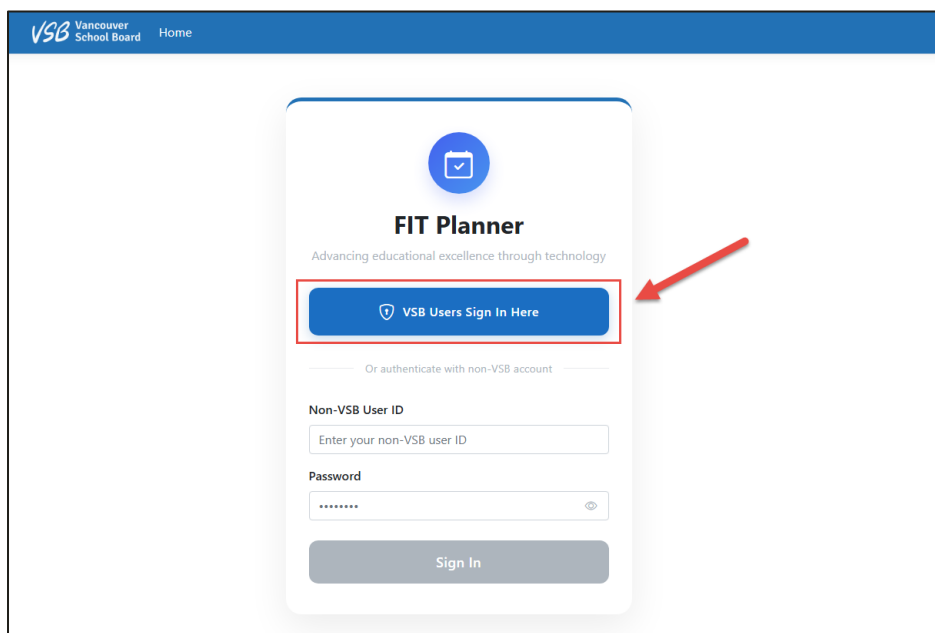 VSB Vancouver School Board Home
FIT Planner
Advancing educational excellence through technology
VSB Users Sign In Here
Or authenticate with non-VSB account
Non-VSB User ID
Enter your non-VSB user ID
Password
••••••••
Sign In